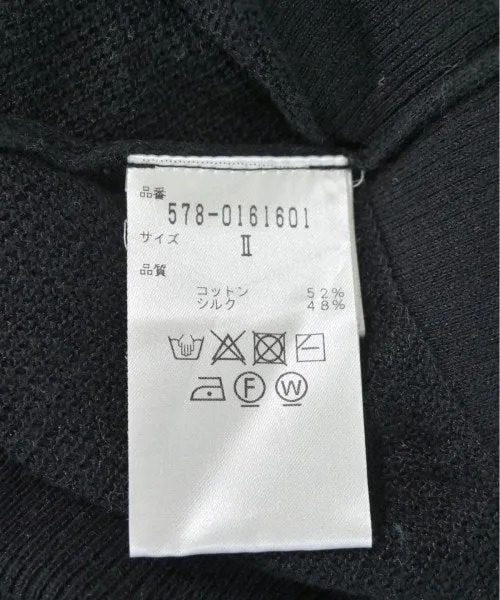 品番
578-0161601
サイズ
Ⅱ
品質
コットン 52%
シルク 48%
F W